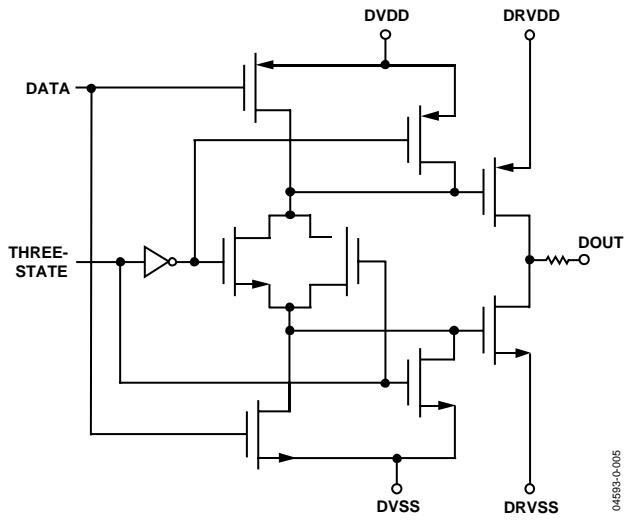 DVDD
DRVDD
DATA
THREE-
STATE
DOUT
DVSS
DRVSS
04593-0-005